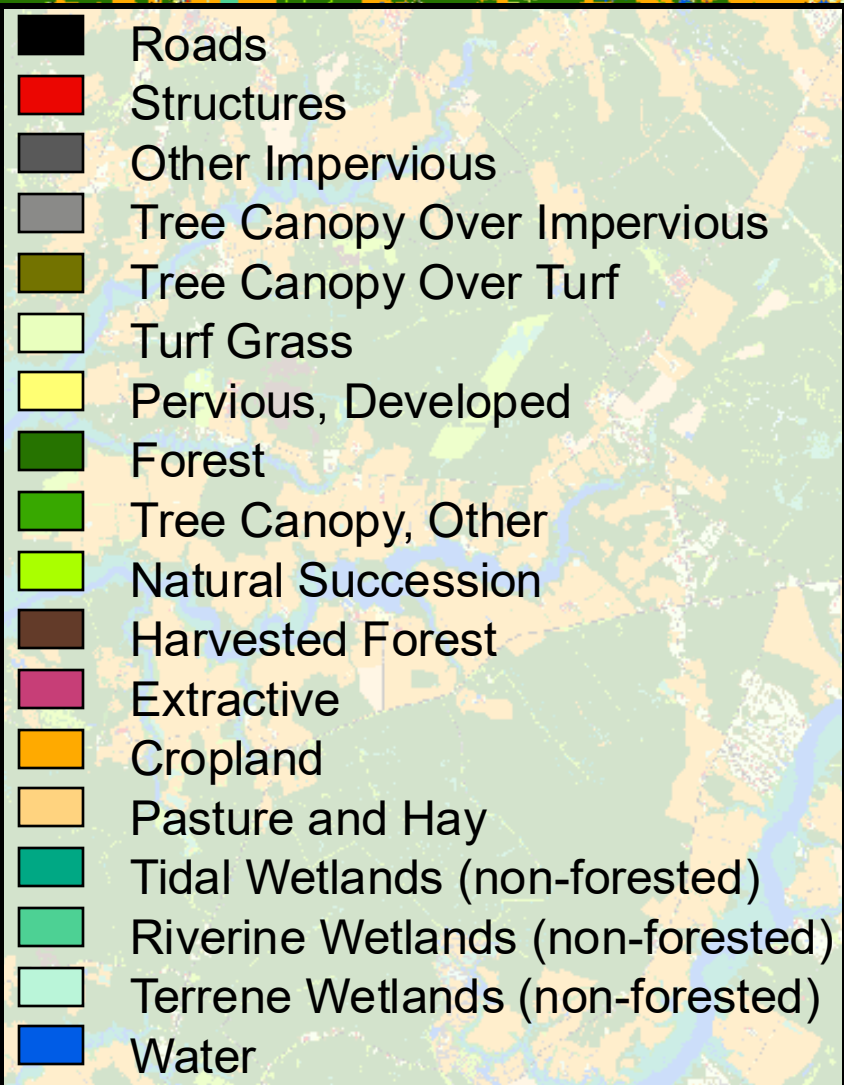 Roads
Structures
Other Impervious
Tree Canopy Over Impervious
Tree Canopy Over Turf
Turf Grass
Pervious, Developed
Forest
Tree Canopy, Other
Natural Succession
Harvested Forest
Extractive
Cropland
Pasture and Hay
Tidal Wetlands (non-forested)
Riverine Wetlands (non-forested)
Terrene Wetlands (non-forested)
Water